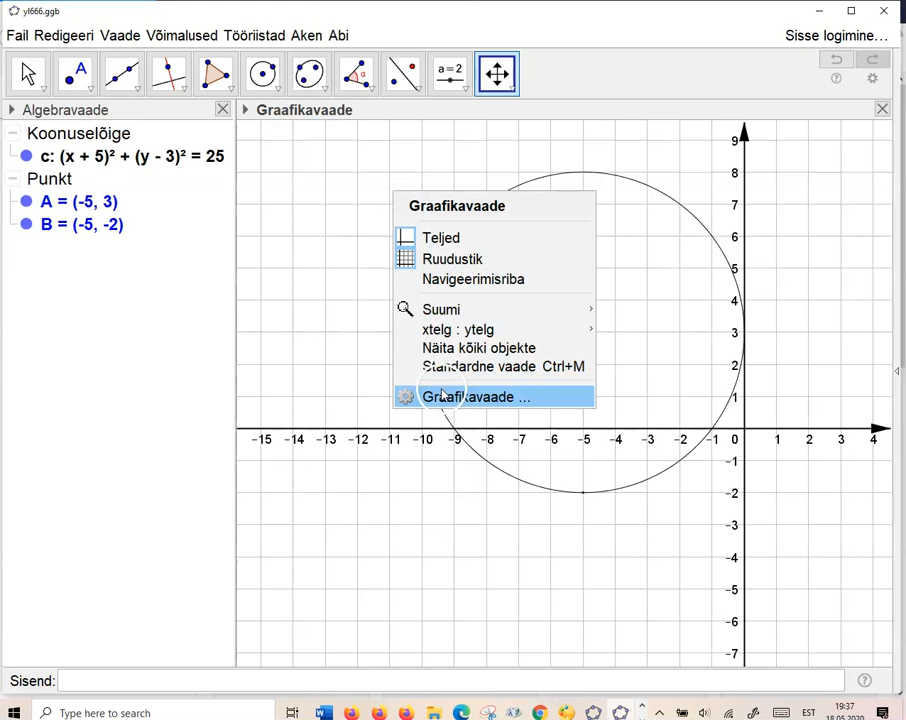 yl666.ggb
Fail Redigeeri Vaade Võimalused Tööriistad Aken Abi
Sisse logimine...
A
α
a=2
Algebravaade
Graafikavaade
Koonuselõige
c: (x + 5)² + (y - 3)² = 25
Punkt
A = (-5, 3)
B = (-5, -2)
Graafikavaade
Teljed
Ruudustik
Navigeerimisriba
Suumi
xtelg : ytelg
Näita kõiki objekte
Standardne vaade Ctrl+M
Graafikavaade ...
9
8
7
6
5
4
3
2
1
-15 -14 -13 -12 -11 -10 -9 -8 -7 -6 -5 -4 -3 -2 -1 0 1 2 3 4
-1
-2
-3
-4
-5
-6
-7
Sisend:
Type here to search
EST
19:37
18.05.2020